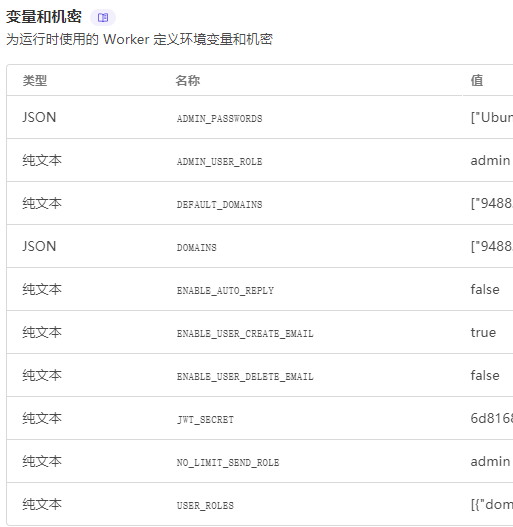 变量和机密
为运行时使用的 Worker 定义环境变量和机密
类型 名称 值
JSON ADMIN_PASSWORDS ["Ubun
纯文本 ADMIN_USER_ROLE admin
纯文本 DEFAULT_DOMAINS ["9488
JSON DOMAINS ["9488
纯文本 ENABLE_AUTO_REPLY false
纯文本 ENABLE_USER_CREATE_EMAIL true
纯文本 ENABLE_USER_DELETE_EMAIL false
纯文本 JWT_SECRET 6d8168
纯文本 NO_LIMIT_SEND_ROLE admin
纯文本 USER_ROLES [{"dom